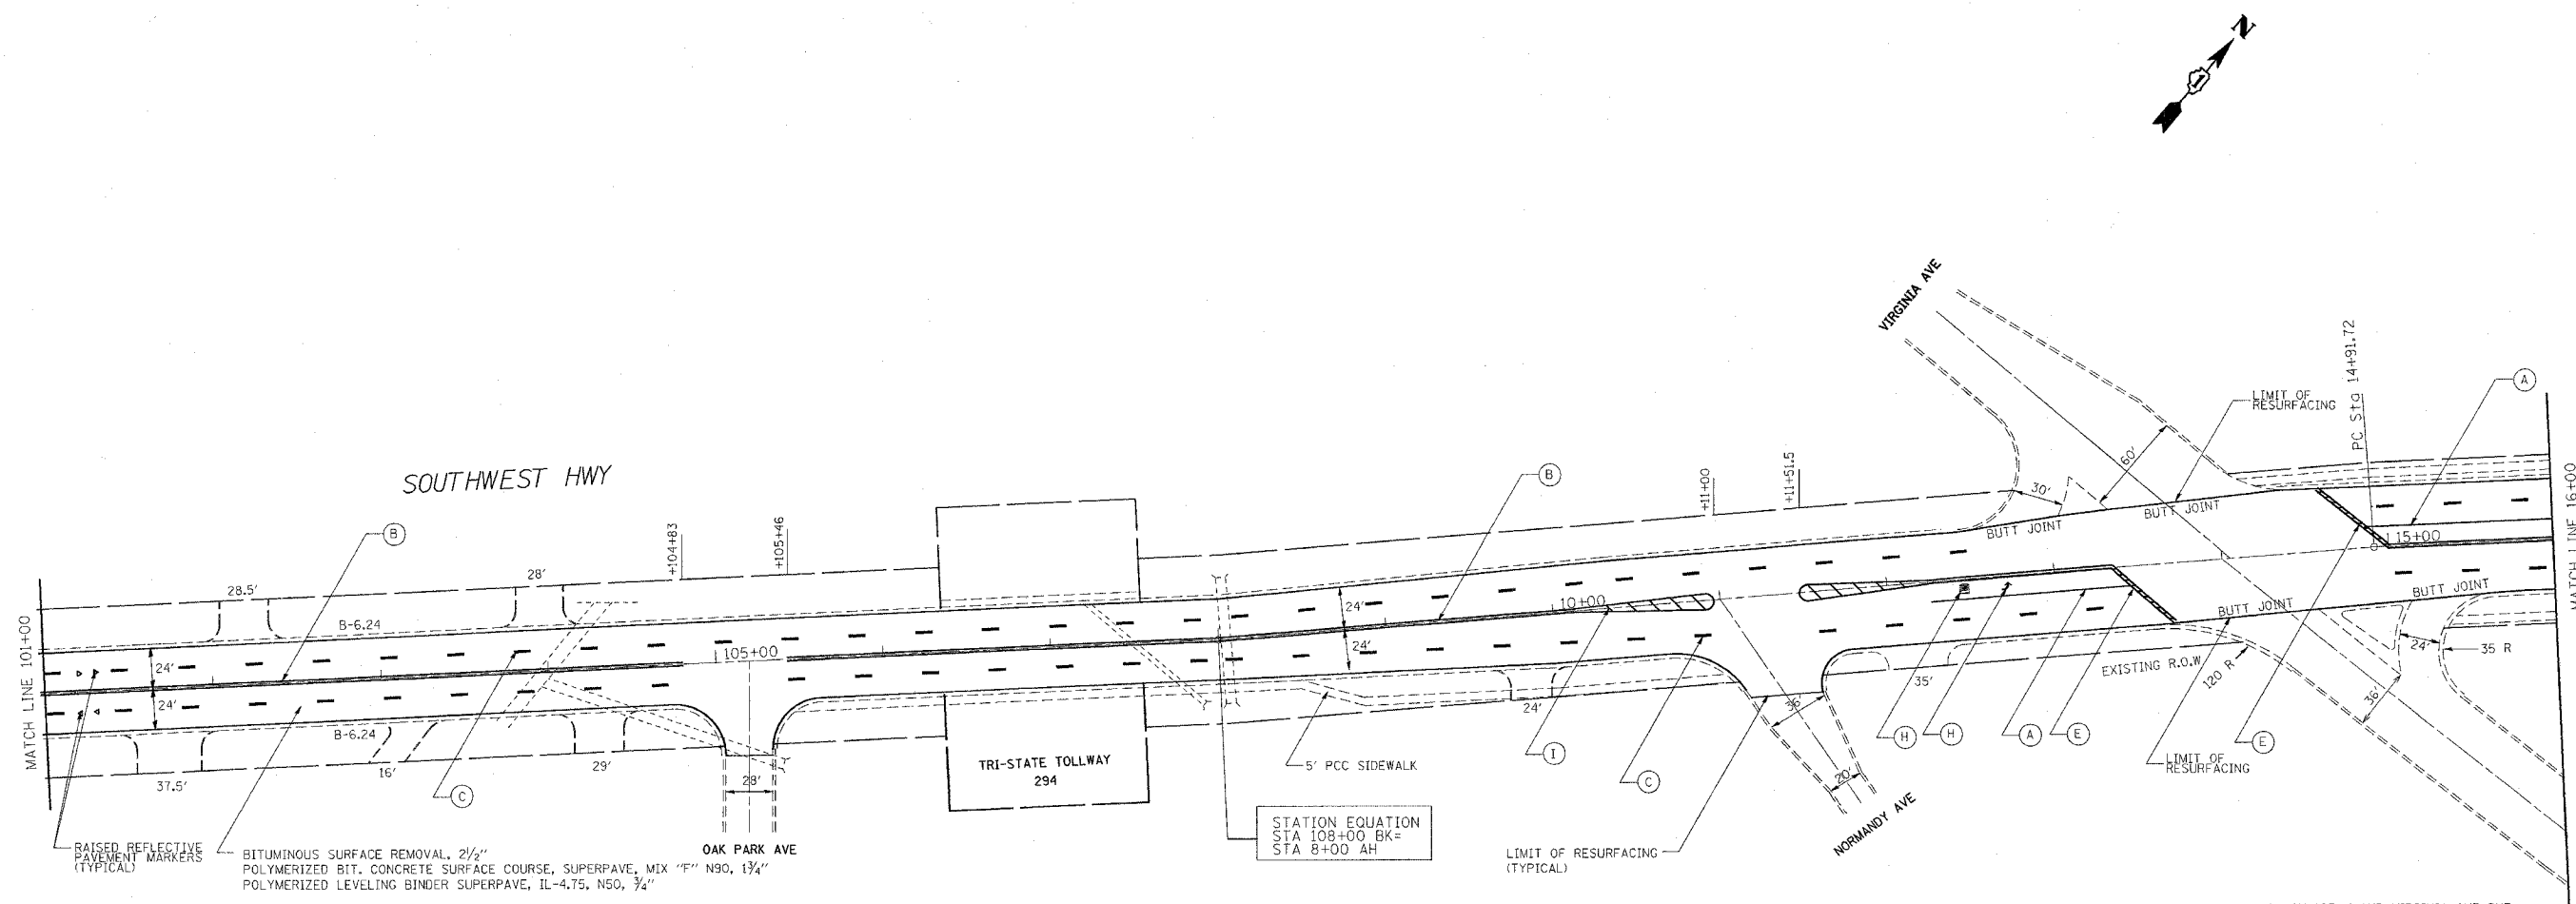 N
VIRGINIA AVE
PC Sta 14+91.72
A
LIMIT OF
RESURFACING
60'
30'
SOUTHWEST HWY
B
B
+104+83
+105+46
+11+00
+11+51.5
BUTT JOINT
BUTT JOINT
115+00
MATCH LINE 16+00
28.5'
28'
B-6.24
24'
24'
105+00
24'
24'
10+00
BUTT JOINT
BUTT JOINT
24'
35 R
MATCH LINE 101+00
B-6.24
EXISTING R.O.W
120 R
36'
37.5'
16'
29'
28'
C
TRI-STATE TOLLWAY
294
5' PCC SIDEWALK
24'
I
C
35'
20'
H
H
A
E
E
LIMIT OF
RESURFACING
NORMANDY AVE
STATION EQUATION
STA 108+00 BK=
STA 8+00 AH
LIMIT OF RESURFACING
(TYPICAL)
OAK PARK AVE
RAISED REFLECTIVE
PAVEMENT MARKERS
(TYPICAL)
BITUMINOUS SURFACE REMOVAL, 2½"
POLYMERIZED BIT. CONCRETE SURFACE COURSE, SUPERPAVE, MIX "F" N90, 1¾"
POLYMERIZED LEVELING BINDER SUPERPAVE, IL-4.75, N50, ¾"